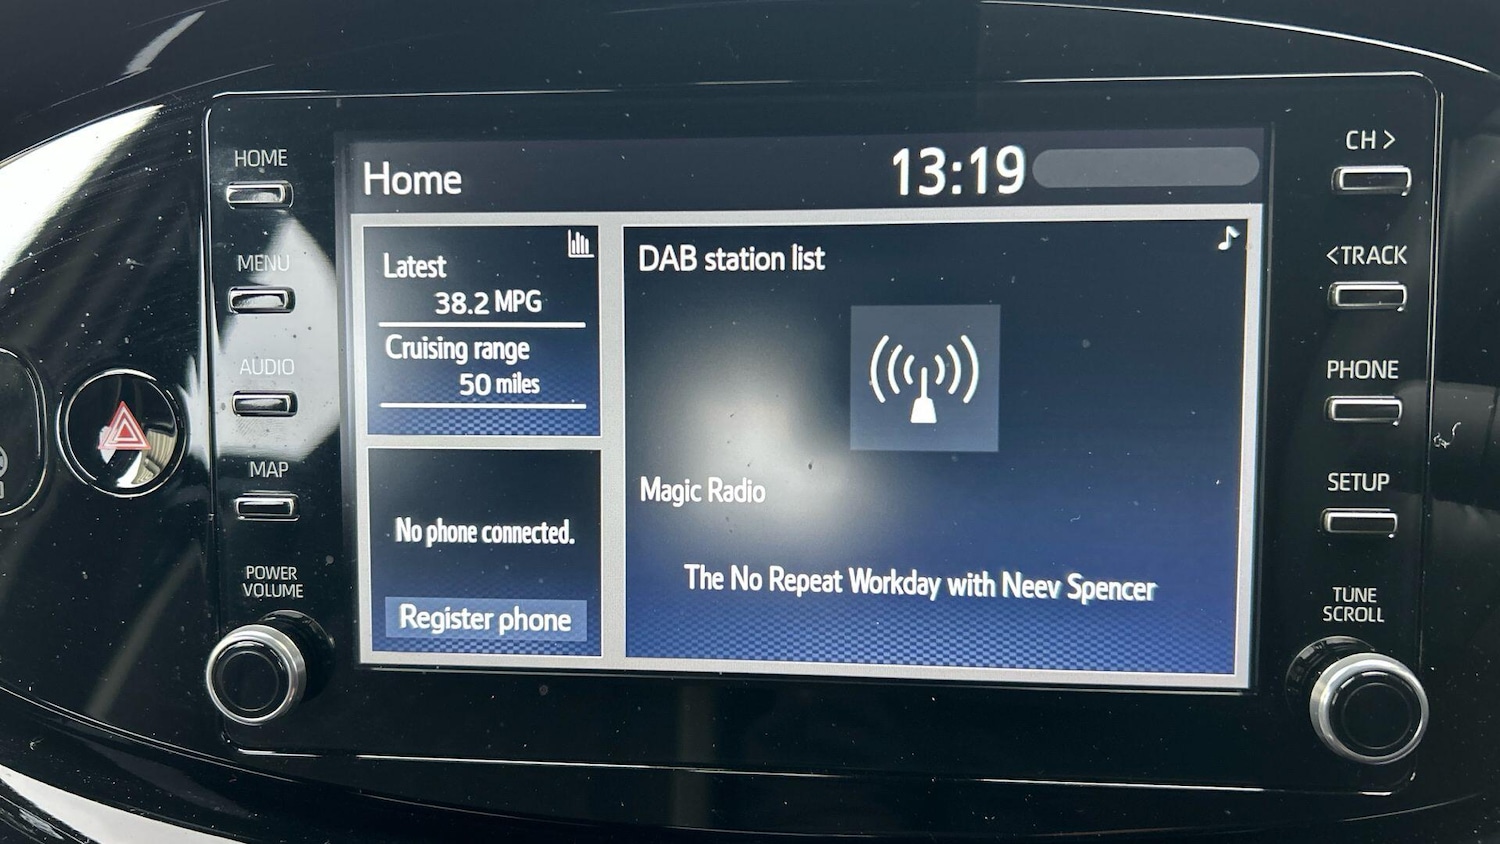 HOME
MENU
AUDIO
MAP
POWER
VOLUME
Home
13:19
Latest
38.2 MPG
Cruising range
50 miles
No phone connected.
Register phone
DAB station list
Magic Radio
The No Repeat Workday with Neev Spencer
CH >
<TRACK
PHONE
SETUP
TUNE
SCROLL